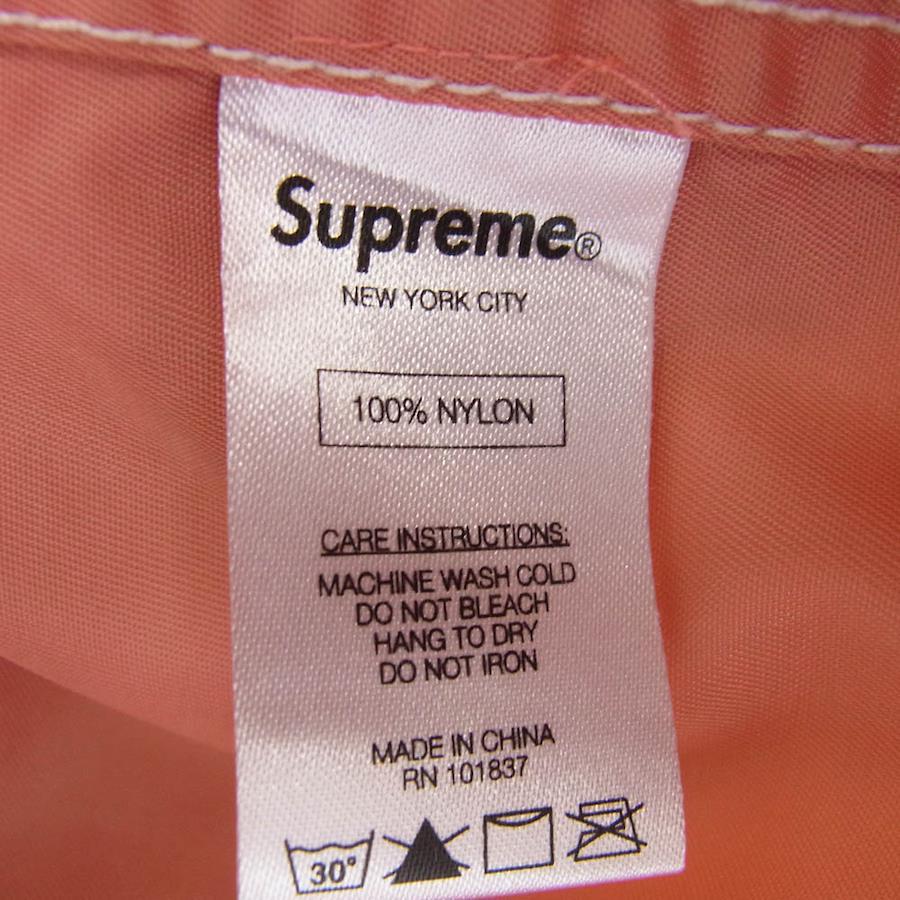 Supreme®
NEW YORK CITY
100% NYLON
CARE INSTRUCTIONS:
MACHINE WASH COLD
DO NOT BLEACH
HANG TO DRY
DO NOT IRON
MADE IN CHINA
RN 101837
30°